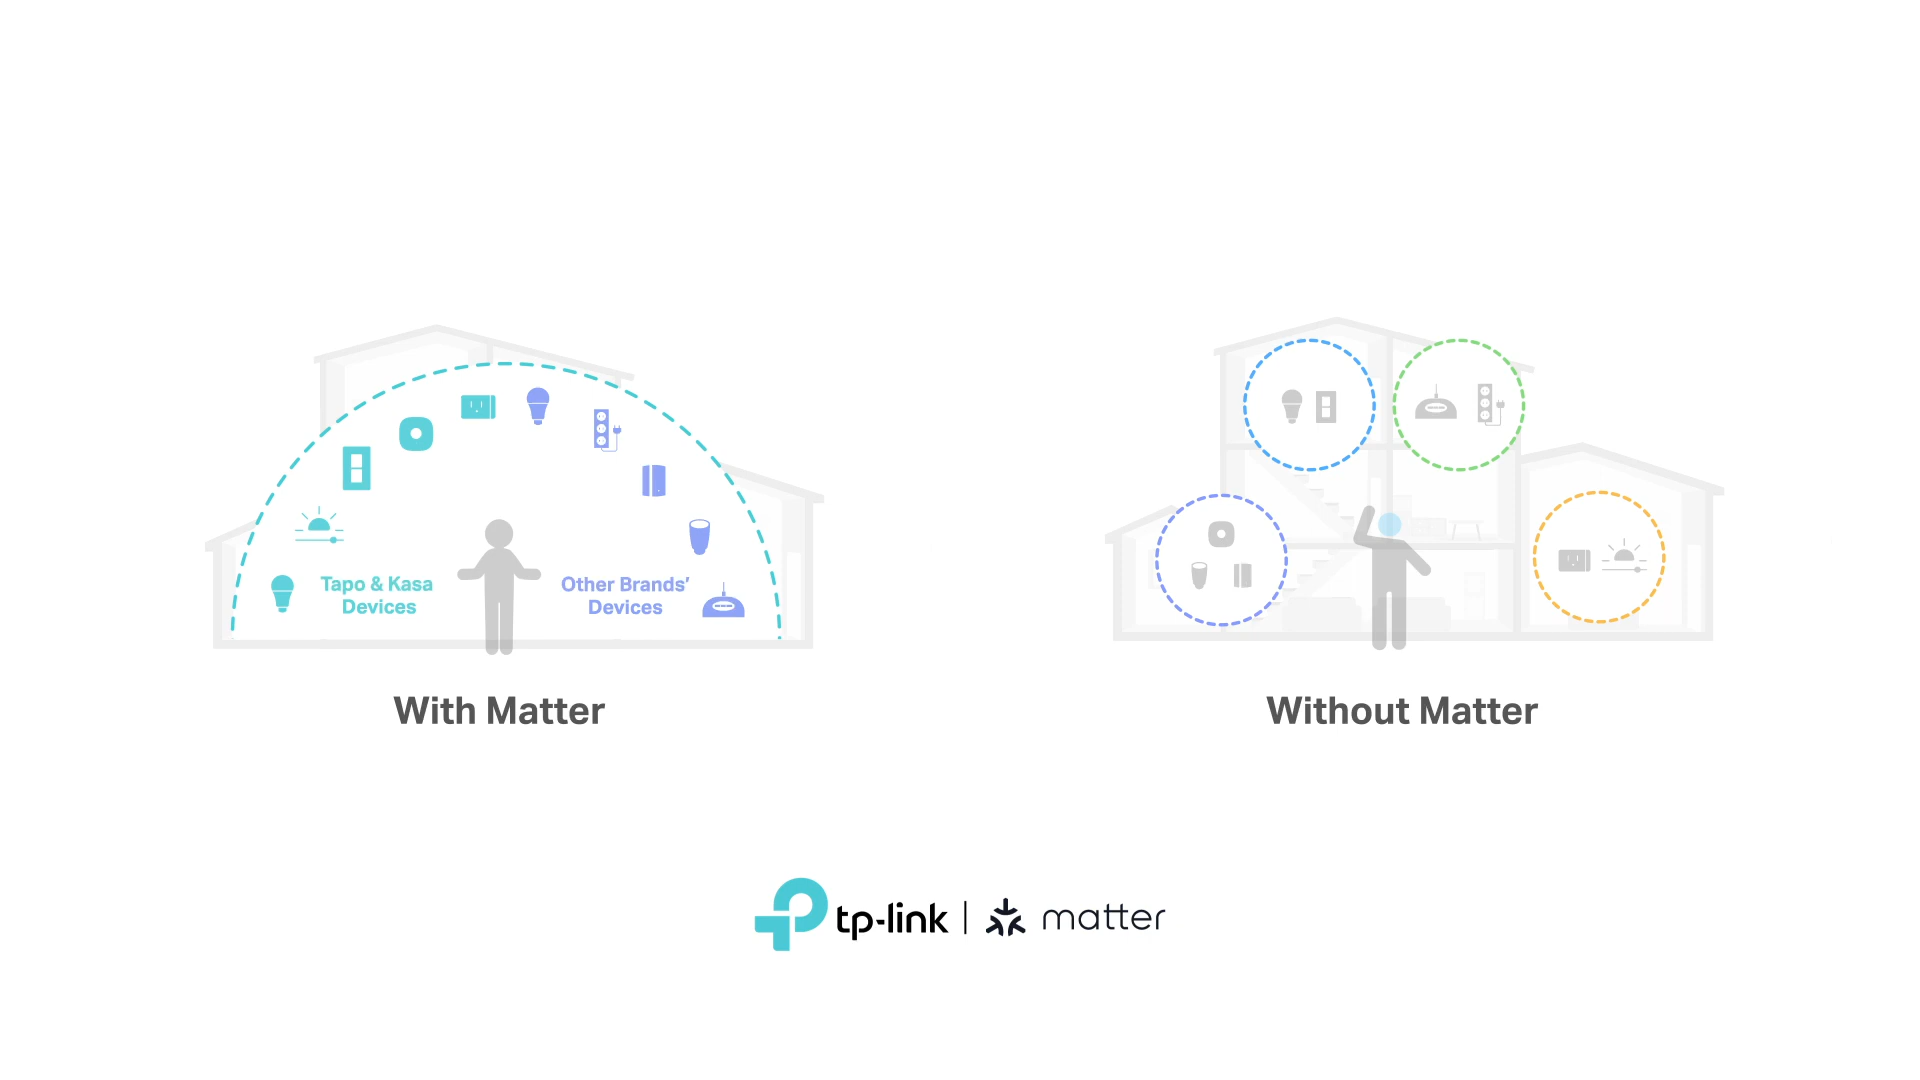 Tapo & Kasa
Devices
Other Brands’
Devices
With Matter
Without Matter
tp-link | matter